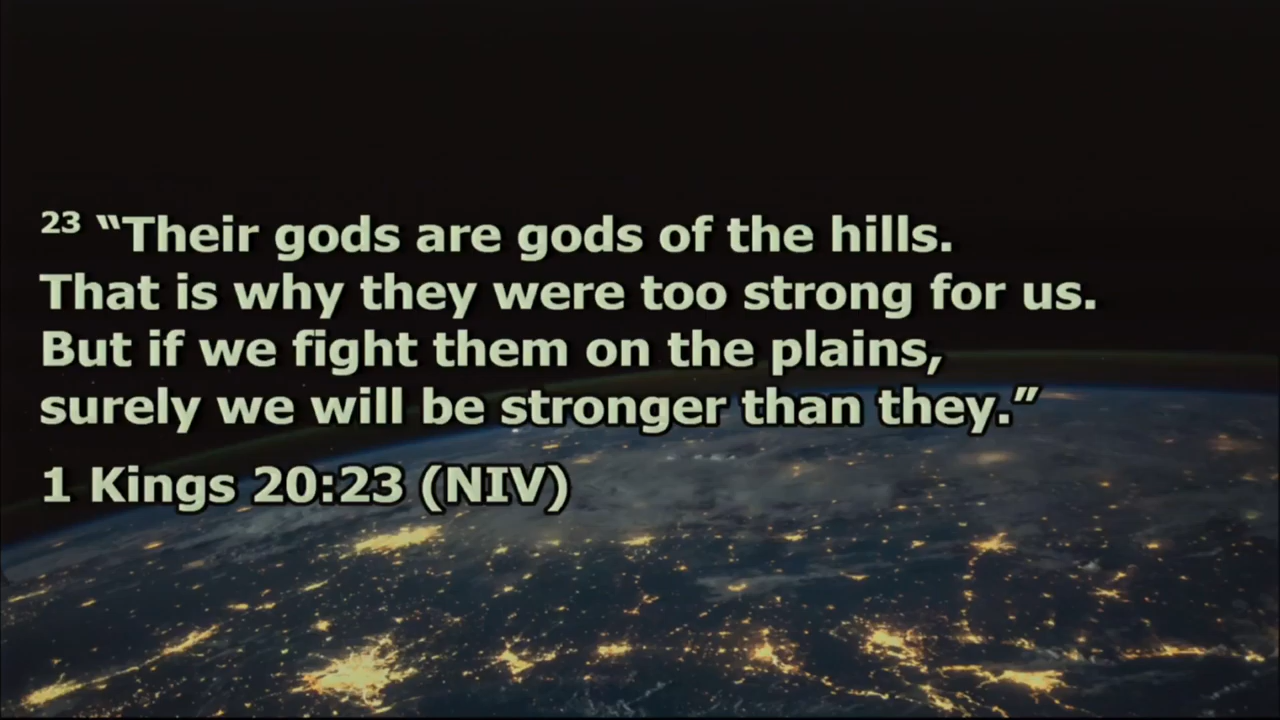 23 “Their gods are gods of the hills.
That is why they were too strong for us.
But if we fight them on the plains,
surely we will be stronger than they.”
1 Kings 20:23 (NIV)